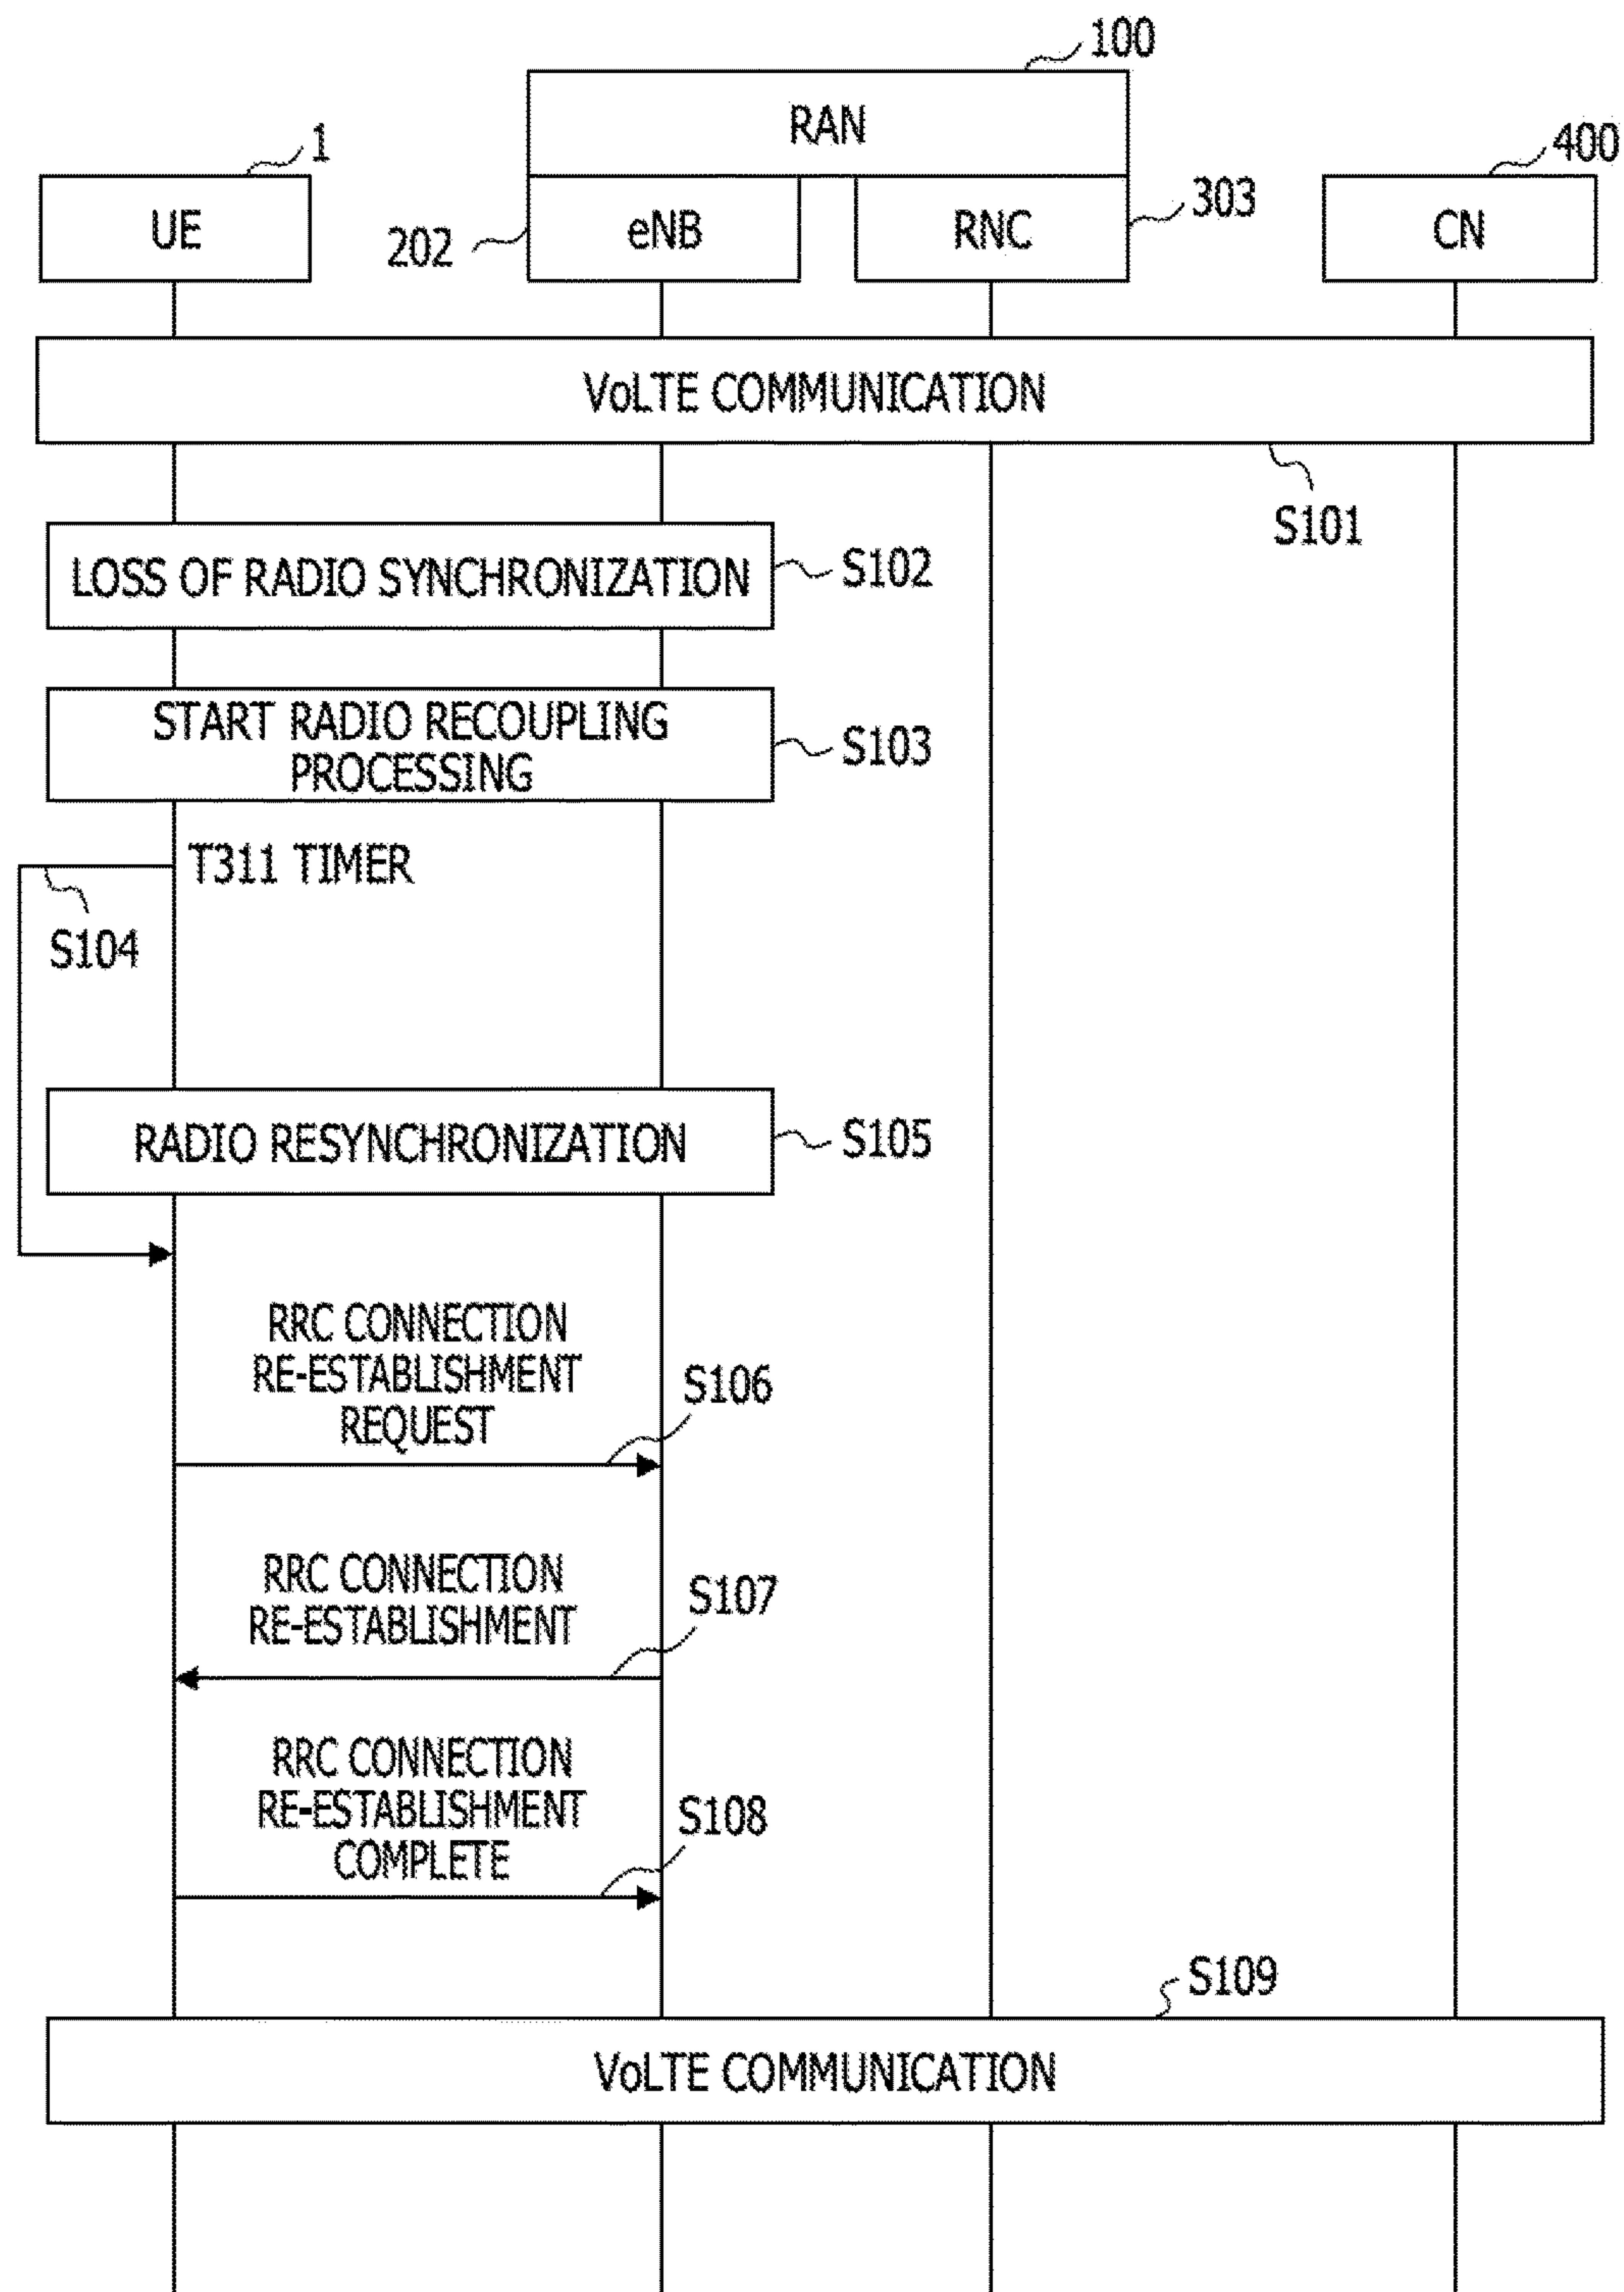 100
RAN
1
400
UE
202
eNB
RNC
303
CN
VoLTE COMMUNICATION
S101
LOSS OF RADIO SYNCHRONIZATION
S102
START RADIO RECOUPLING
PROCESSING
S103
T311 TIMER
S104
RADIO RESYNCHRONIZATION
S105
RRC CONNECTION
RE-ESTABLISHMENT
REQUEST
S106
RRC CONNECTION
RE-ESTABLISHMENT
S107
RRC CONNECTION
RE-ESTABLISHMENT
COMPLETE
S108
S109
VoLTE COMMUNICATION